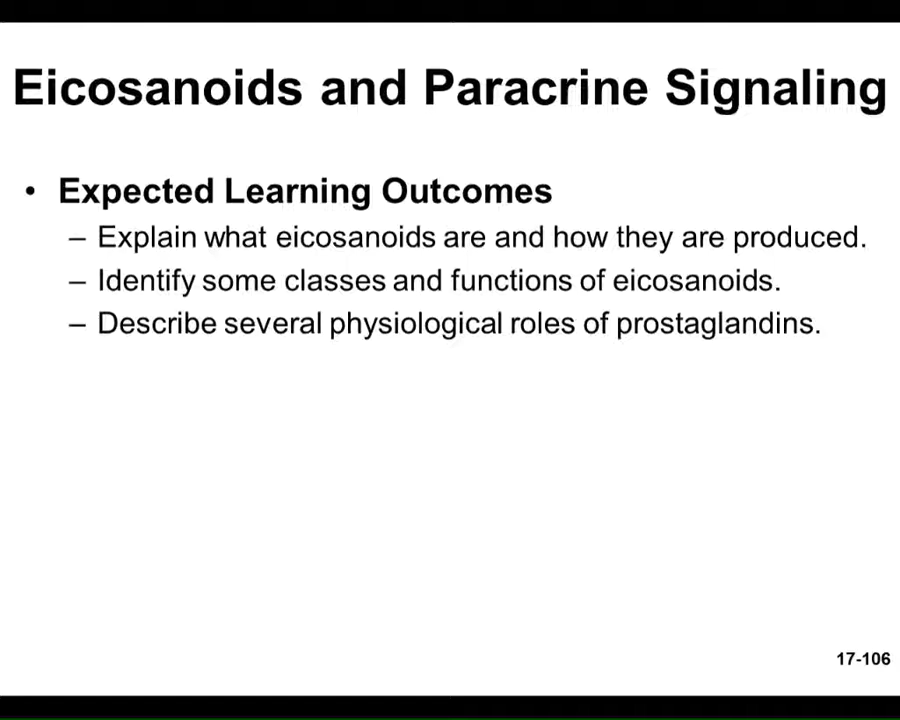 Eicosanoids and Paracrine Signaling
• Expected Learning Outcomes
– Explain what eicosanoids are and how they are produced.
– Identify some classes and functions of eicosanoids.
– Describe several physiological roles of prostaglandins.
17-106